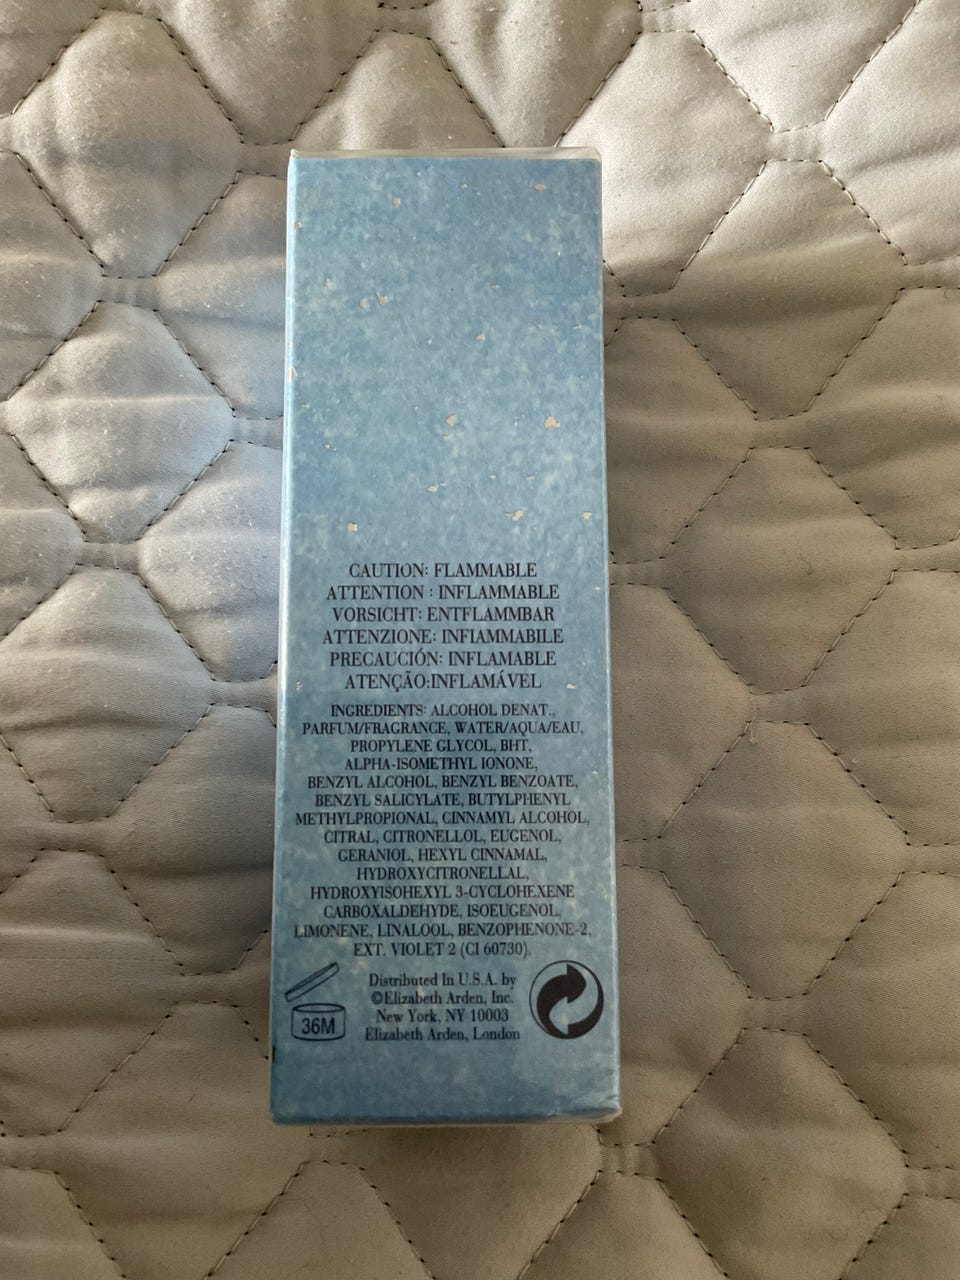 CAUTION: FLAMMABLE
ATTENTION : INFLAMMABLE
VORSICHT: ENTFLAMMBAR
ATTENZIONE: INFIAMMABILE
PRECAUCIÓN: INFLAMABLE
ATENÇÃO:INFLAMÁVEL
INGREDIENTS: ALCOHOL DENAT.,
PARFUM/FRAGRANCE, WATER/AQUA/EAU,
PROPYLENE GLYCOL, BHT,
ALPHA-ISOMETHYL IONONE,
BENZYL ALCOHOL, BENZYL BENZOATE,
BENZYL SALICYLATE, BUTYLPHENYL
METHYLPROPIONAL, CINNAMYL ALCOHOL,
CITRAL, CITRONELLOL, EUGENOL,
GERANIOL, HEXYL CINNAMAL,
HYDROXYCITRONELLAL,
HYDROXYISOHEXYL 3-CYCLOHEXENE
CARBOXALDEHYDE, ISOEUGENOL,
LIMONENE, LINALOOL, BENZOPHENONE-2,
EXT. VIOLET 2 (CI 60730).
36M
Distributed In U.S.A. by
©Elizabeth Arden, Inc.
New York, NY 10003
Elizabeth Arden, London